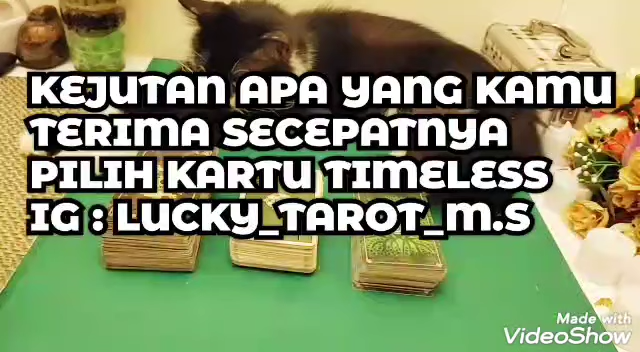 KEJUTAN APA YANG KAMU
TERIMA SECEPATNYA
PILIH KARTU TIMELESS
IG : LUCKY_TAROT_M.S
Made with
VideoShow